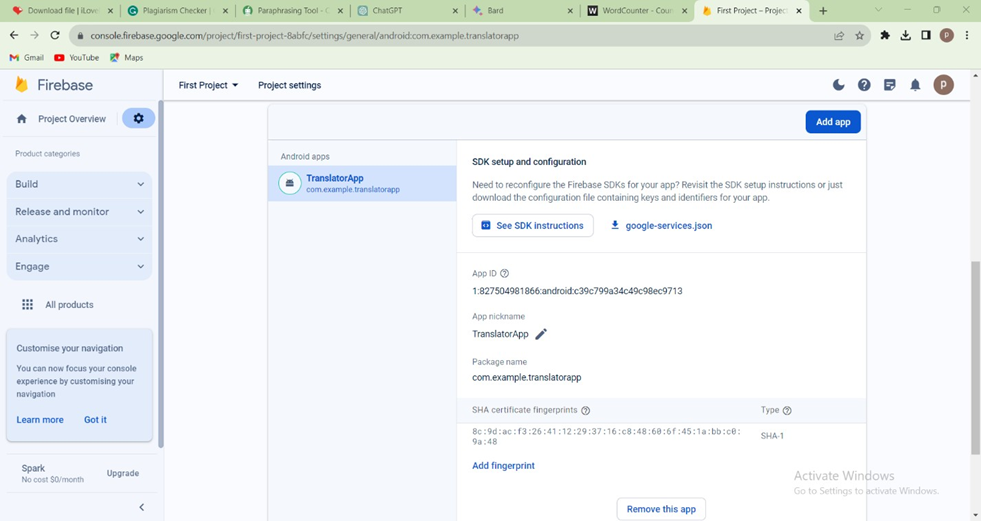 Download file | iLove
Plagiarism Checker |
Paraphrasing Tool - C
ChatGPT
Bard
WordCounter - Cou
First Project – Project
console.firebase.google.com/project/first-project-8abfc/settings/general/android:com.example.translatorapp
Gmail YouTube Maps
Firebase
First Project
Project settings
Project Overview
Product categories
Build
Release and monitor
Analytics
Engage
All products
Customise your navigation
You can now focus your console
experience by customising your
navigation
Learn more Got it
Spark
No cost $0/month
Upgrade
Add app
Android apps
TranslatorApp
com.example.translatorapp
SDK setup and configuration
Need to reconfigure the Firebase SDKs for your app? Revisit the SDK setup instructions or just
download the configuration file containing keys and identifiers for your app.
See SDK instructions
google-services.json
App ID
1:827504981866:android:c39c799a34c49c98ec9713
App nickname
TranslatorApp
Package name
com.example.translatorapp
SHA certificate fingerprints
Type
8c:9d:ac:f3:26:41:12:29:37:16:c8:48:60:6f:45:1a:bb:c0:
9a:48
SHA-1
Add fingerprint
Remove this app
Activate Windows
Go to Settings to activate Windows.